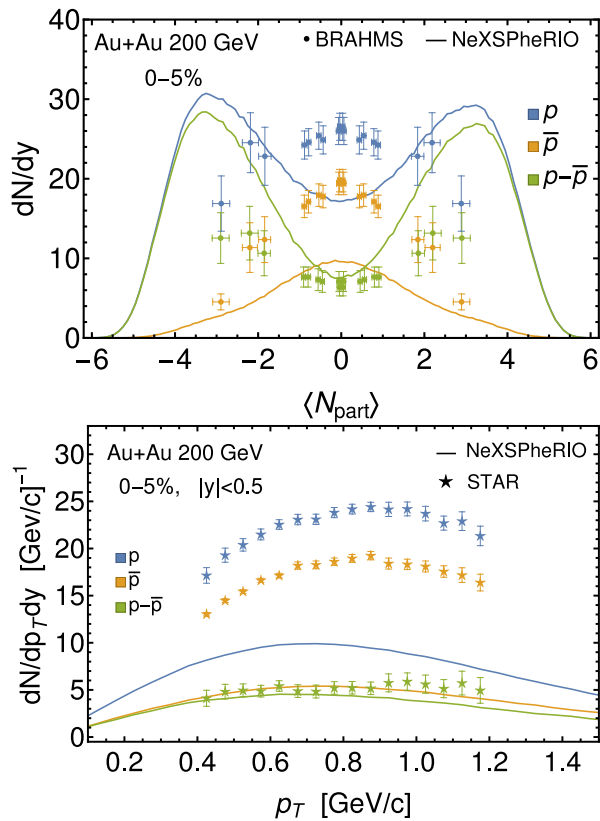 Au+Au 200 GeV
• BRAHMS — NeXSPheRIO
0−5%
p
p̅
p−p̅
dN/dy
40
30
20
10
0
−6 −4 −2 0 2 4 6
⟨N_part⟩
Au+Au 200 GeV
— NeXSPheRIO
0−5%, |y|<0.5
★ STAR
p
p̅
p−p̅
dN/dp_T dy [Gev/c]⁻¹
30
25
20
15
10
5
0
0.2 0.4 0.6 0.8 1.0 1.2 1.4
p_T [GeV/c]